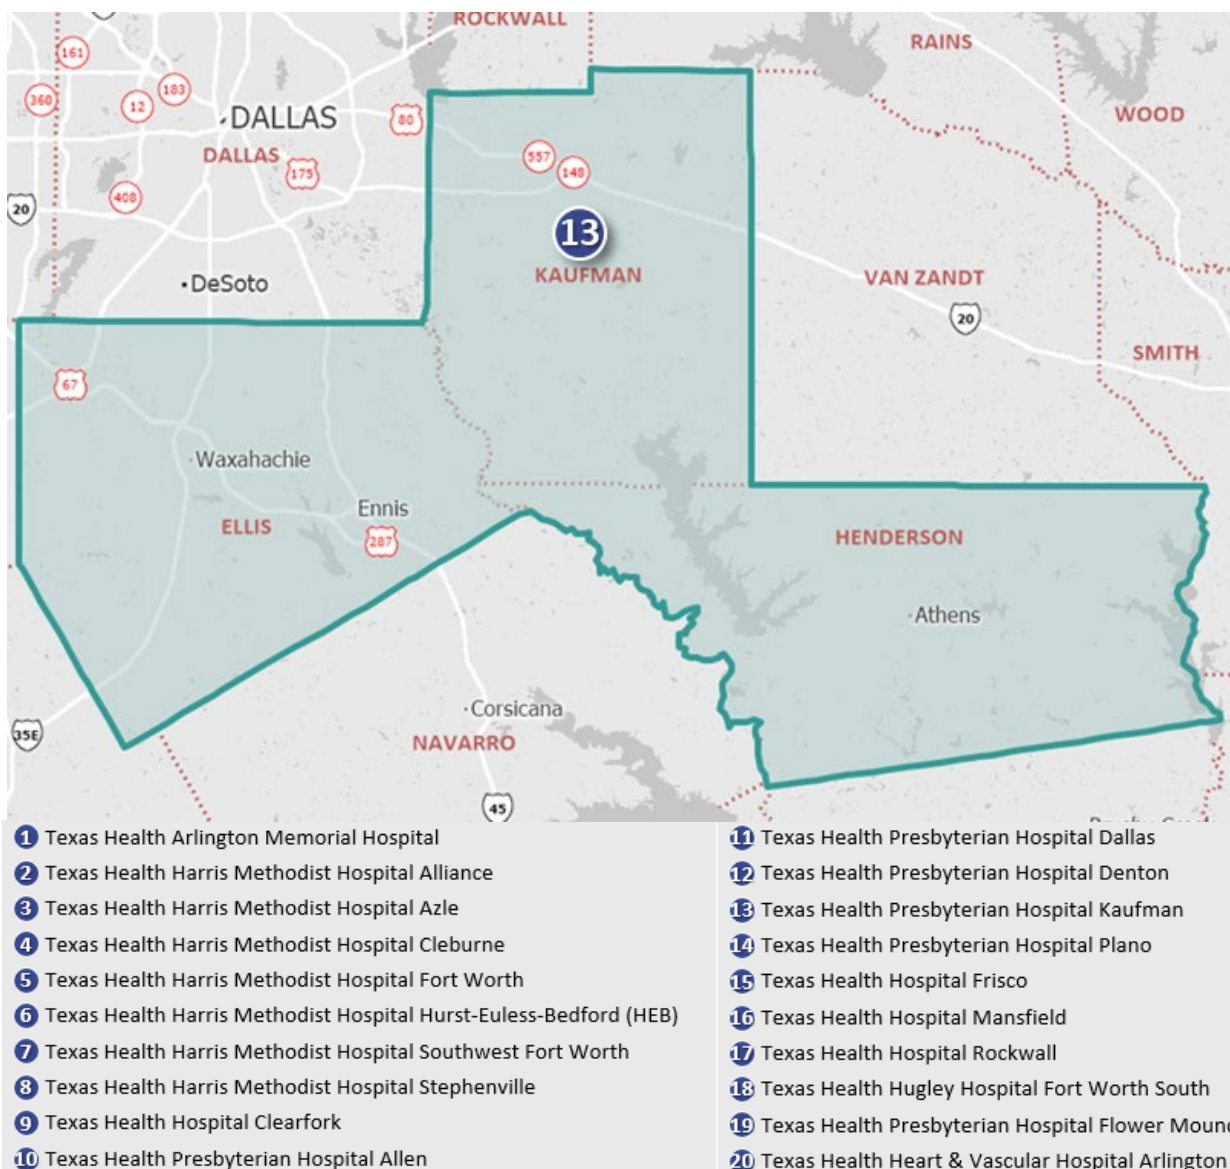 ROCKWALL
161
RAINS
183
360
12
WOOD
DALLAS
80
DALLAS
557
148
175
408
20
13
KAUFMAN
VAN ZANDT
DeSoto
20
SMITH
67
Waxahachie
Ennis
ELLIS
287
HENDERSON
Athens
Corsicana
35E
NAVARRO
45
1 Texas Health Arlington Memorial Hospital
2 Texas Health Harris Methodist Hospital Alliance
3 Texas Health Harris Methodist Hospital Azle
4 Texas Health Harris Methodist Hospital Cleburne
5 Texas Health Harris Methodist Hospital Fort Worth
6 Texas Health Harris Methodist Hospital Hurst-Euless-Bedford (HEB)
7 Texas Health Harris Methodist Hospital Southwest Fort Worth
8 Texas Health Harris Methodist Hospital Stephenville
9 Texas Health Hospital Clearfork
10 Texas Health Presbyterian Hospital Allen
11 Texas Health Presbyterian Hospital Dallas
12 Texas Health Presbyterian Hospital Denton
13 Texas Health Presbyterian Hospital Kaufman
14 Texas Health Presbyterian Hospital Plano
15 Texas Health Hospital Frisco
16 Texas Health Hospital Mansfield
17 Texas Health Hospital Rockwall
18 Texas Health Hugley Hospital Fort Worth South
19 Texas Health Presbyterian Hospital Flower Moun
20 Texas Health Heart & Vascular Hospital Arlington